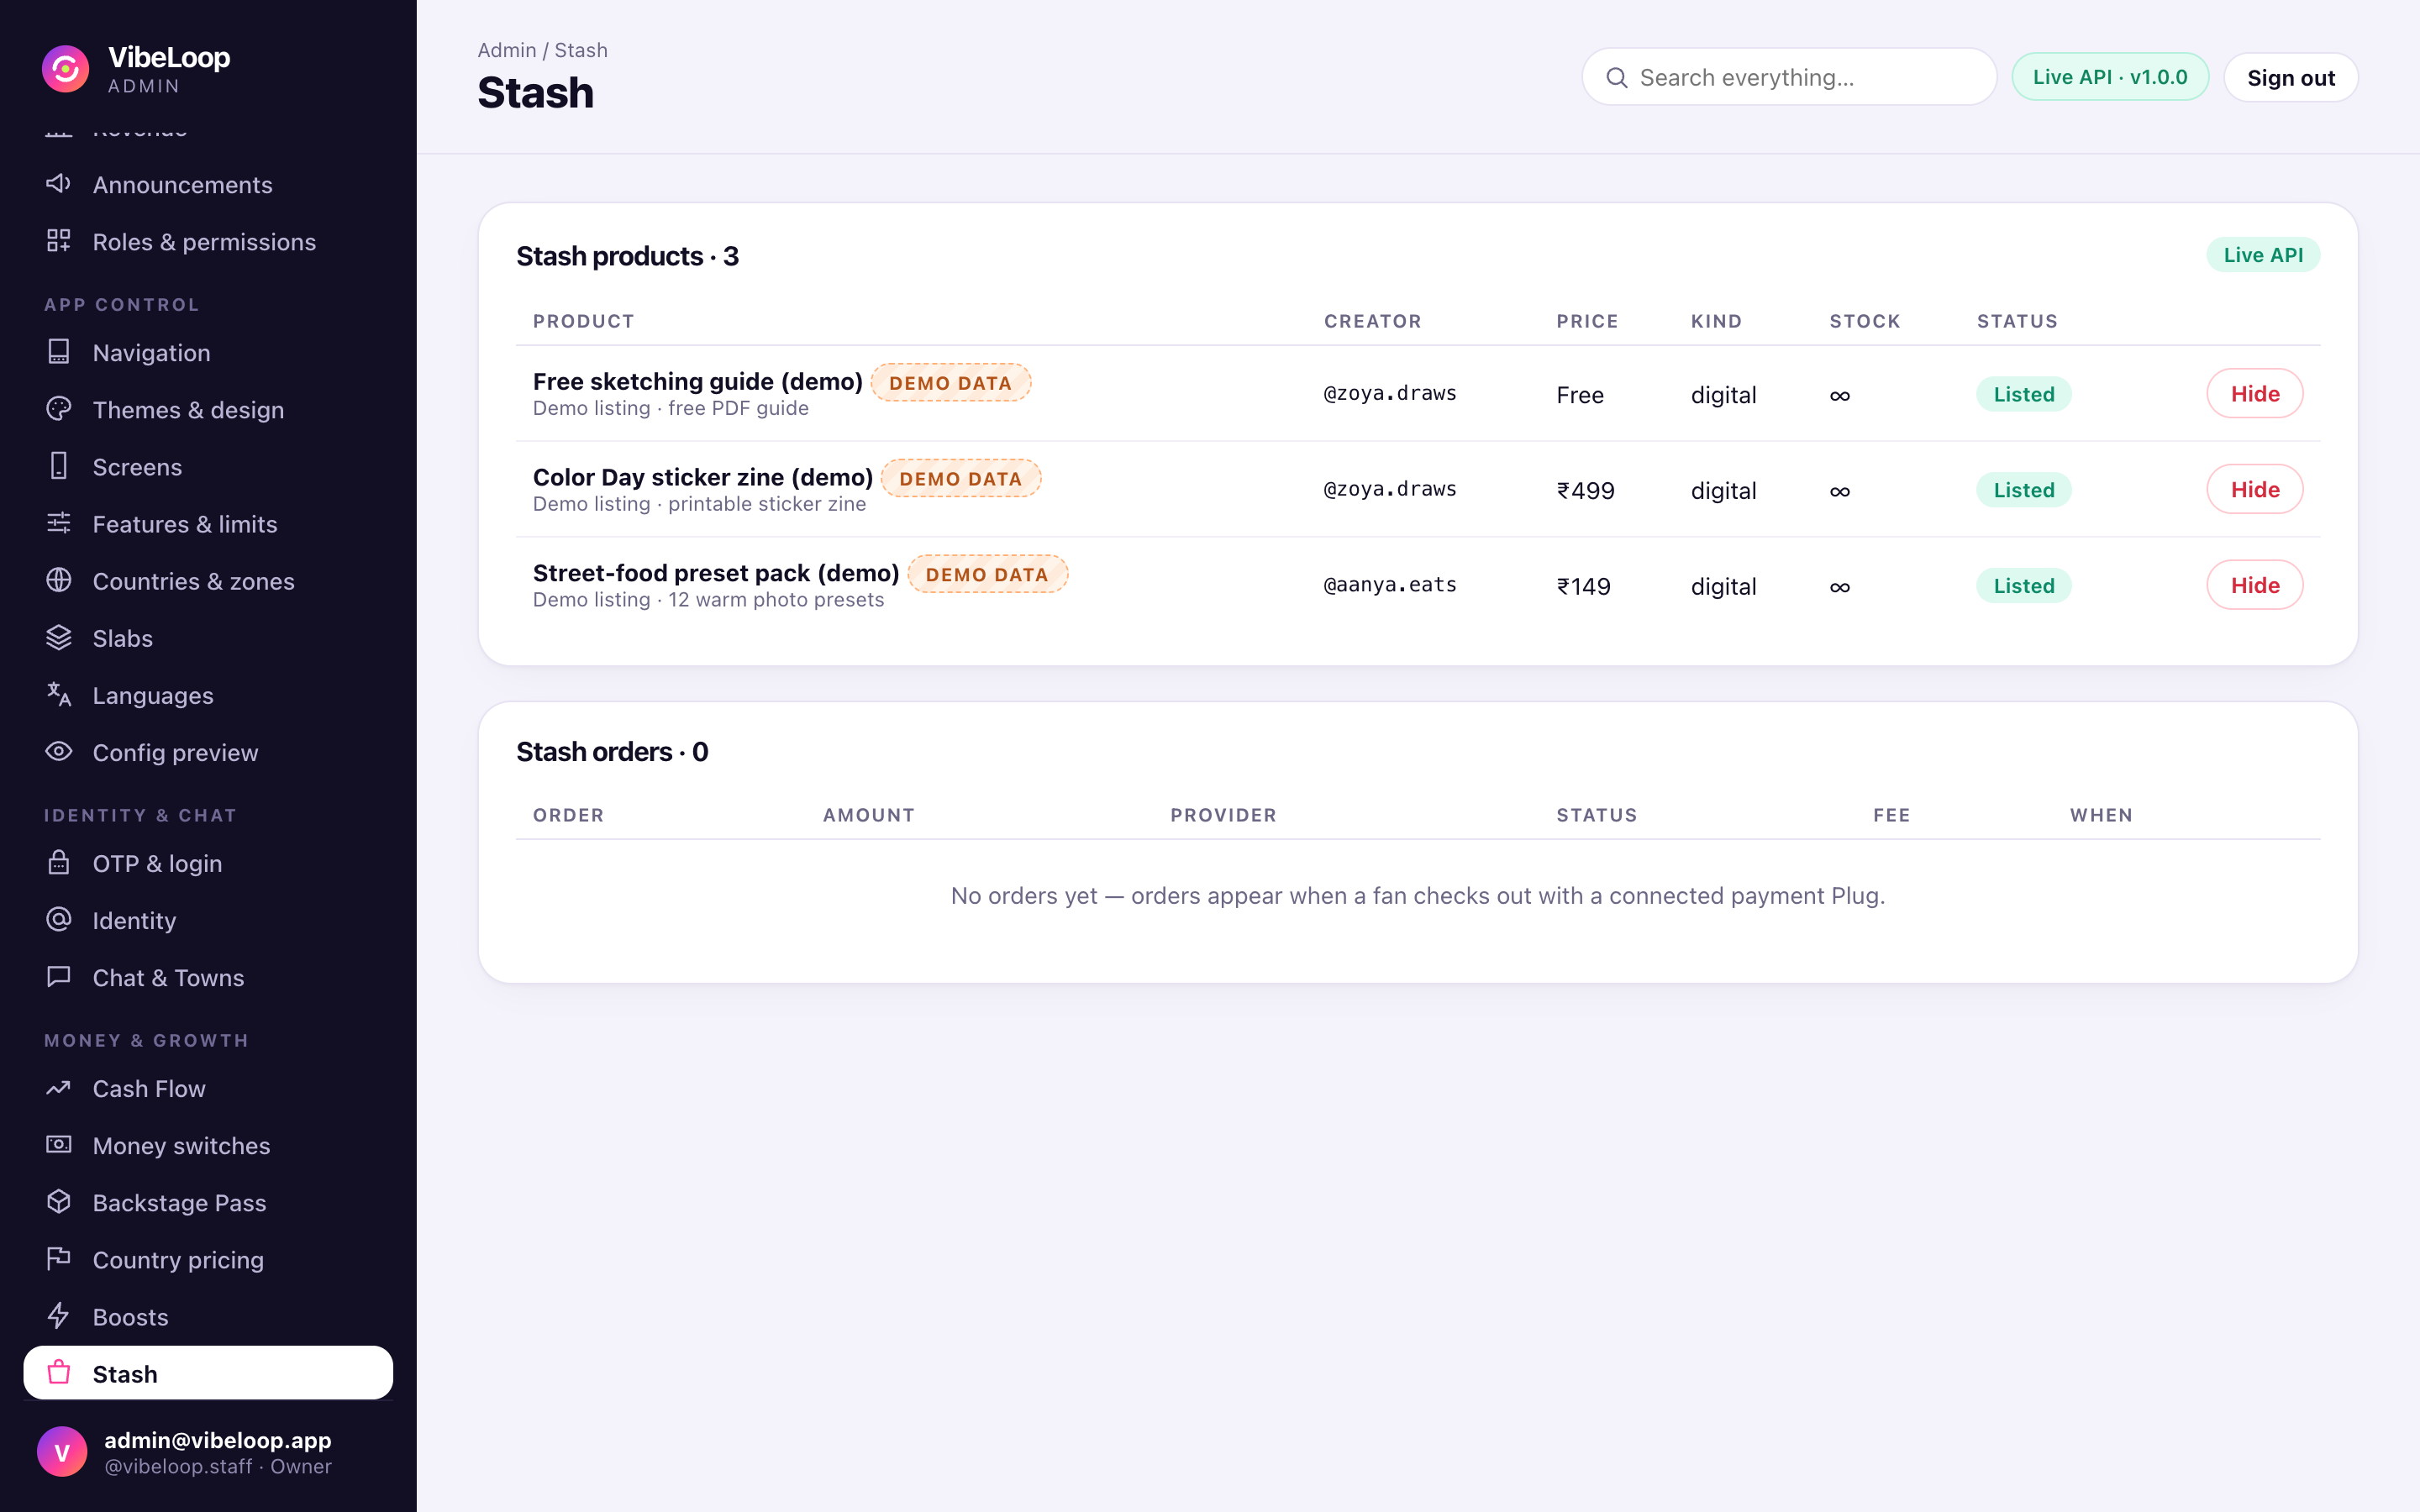 VibeLoop
ADMIN
Revenue
Announcements
Roles & permissions
APP CONTROL
Navigation
Themes & design
Screens
Features & limits
Countries & zones
Slabs
Languages
Config preview
IDENTITY & CHAT
OTP & login
Identity
Chat & Towns
MONEY & GROWTH
Cash Flow
Money switches
Backstage Pass
Country pricing
Boosts
Stash
V
admin@vibeloop.app
@vibeloop.staff · Owner
Admin / Stash
Stash
Search everything...
Live API · v1.0.0
Sign out
Stash products · 3
Live API
PRODUCT CREATOR PRICE KIND STOCK STATUS
Free sketching guide (demo) DEMO DATA @zoya.draws Free digital ∞ Listed Hide
Demo listing · free PDF guide
Color Day sticker zine (demo) DEMO DATA @zoya.draws ₹499 digital ∞ Listed Hide
Demo listing · printable sticker zine
Street-food preset pack (demo) DEMO DATA @aanya.eats ₹149 digital ∞ Listed Hide
Demo listing · 12 warm photo presets
Stash orders · 0
ORDER AMOUNT PROVIDER STATUS FEE WHEN
No orders yet — orders appear when a fan checks out with a connected payment Plug.